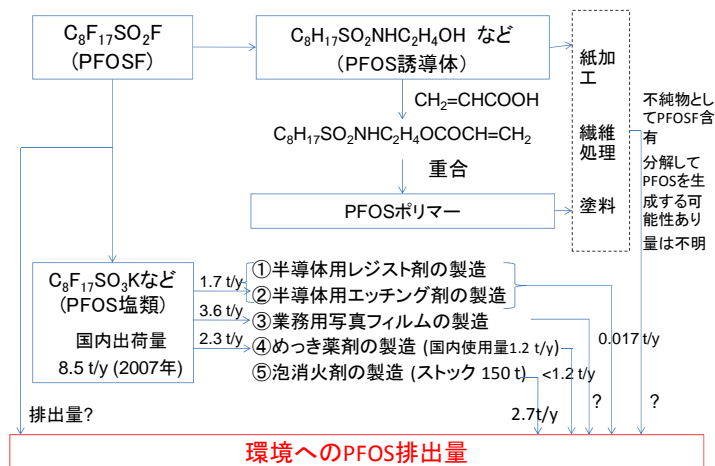 C8F17SO2F
(PFOSF)
C8H17SO2NHC2H4OH など
(PFOS誘導体)
紙加
工
CH2=CHCOOH
C8H17SO2NHC2H4OCOCH=CH2
重合
PFOSポリマー
繊維
処理
塗料
不純物とし
てPFOSF含
有
分解して
PFOSを生
成する可
能性あり
量は不明
C8F17SO3Kなど
(PFOS塩類)
国内出荷量
8.5 t/y (2007年)
1.7 t/y
3.6 t/y
2.3 t/y
①半導体用レジスト剤の製造
②半導体用エッチング剤の製造
③業務用写真フィルムの製造
④めっき薬剤の製造 (国内使用量1.2 t/y)
⑤泡消火剤の製造 (ストック 150 t)
<1.2 t/y
0.017 t/y
排出量?
2.7t/y
?
?
環境へのPFOS排出量